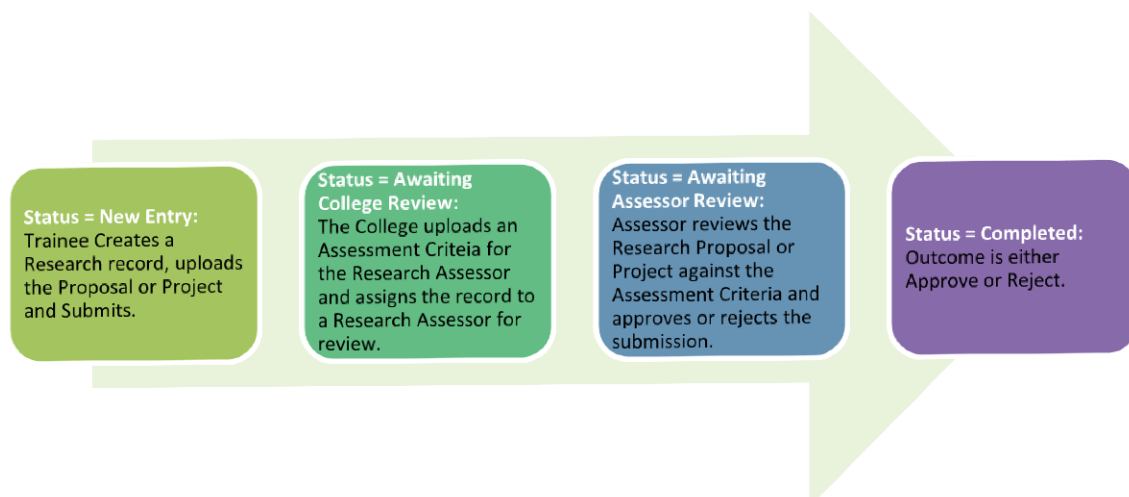 Status = New Entry:
Trainee Creates a
Research record, uploads
the Proposal or Project
and Submits.
Status = Awaiting
College Review:
The College uploads an
Assessment Criteia for
the Research Assessor
and assigns the record to
a Research Assessor for
review.
Status = Awaiting
Assessor Review:
Assessor reviews the
Research Proposal or
Project against the
Assessment Criteria and
approves or rejects the
submission.
Status = Completed:
Outcome is either
Approve or Reject.